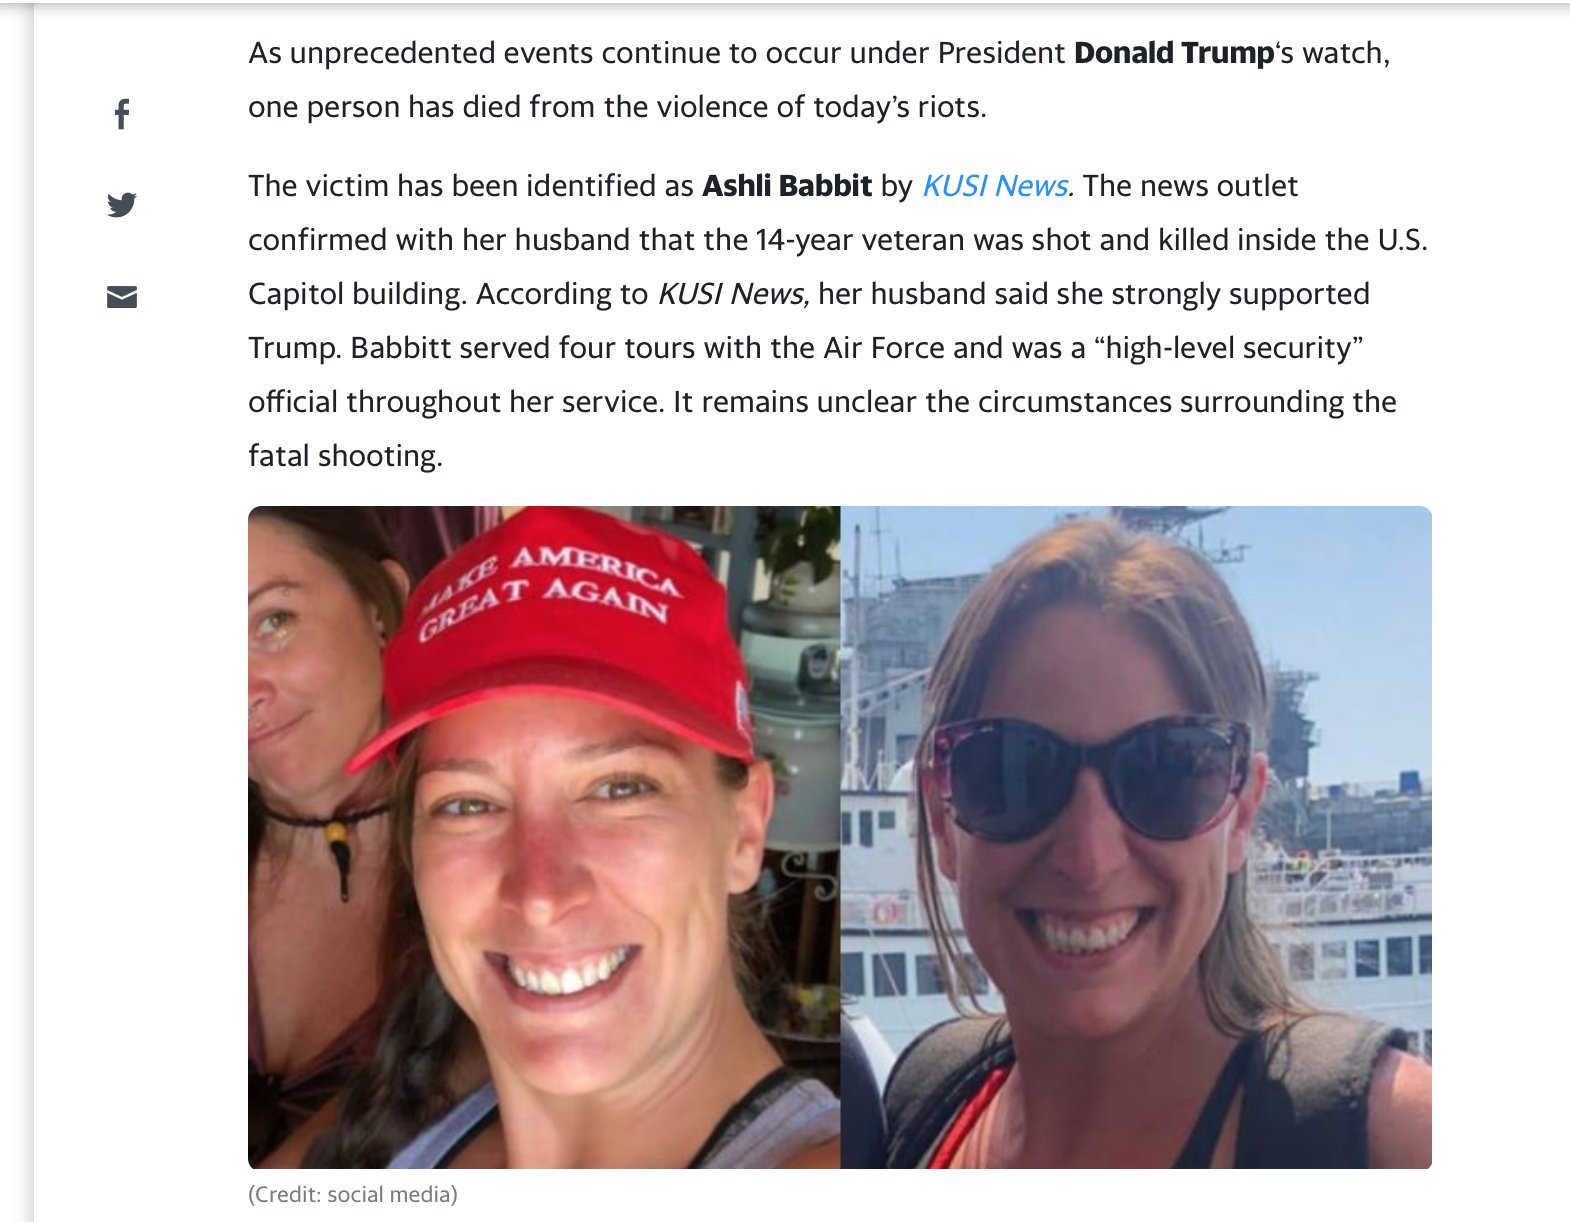 As unprecedented events continue to occur under President Donald Trump‘s watch,
one person has died from the violence of today’s riots.
The victim has been identified as Ashli Babbit by KUSI News. The news outlet
confirmed with her husband that the 14-year veteran was shot and killed inside the U.S.
Capitol building. According to KUSI News, her husband said she strongly supported
Trump. Babbitt served four tours with the Air Force and was a “high-level security”
official throughout her service. It remains unclear the circumstances surrounding the
fatal shooting.
MAKE AMERICA
GREAT AGAIN
(Credit: social media)